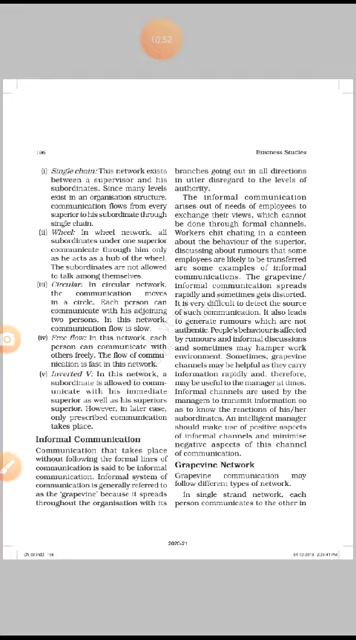 10:52
196
Business Studies
(i) Single chain: This network exists
between a supervisor and his
subordinates. Since many levels
exist in an organisation structure,
communication flows from every
superior to his subordinate through
single chain.
(ii) Wheel: In wheel network, all
subordinates under one superior
communicate through him only
as he acts as a hub of the wheel.
The subordinates are not allowed
to talk among themselves.
(iii) Circular: In circular network,
the communication moves
in a circle. Each person can
communicate with his adjoining
two persons. In this network,
communication flow is slow.
(iv) Free flow: In this network, each
person can communicate with
others freely. The flow of commu-
nication is fast in this network.
(v) Inverted V: In this network, a
subordinate is allowed to comm-
unicate with his immediate
superior as well as his superiors
superior. However, in later case,
only prescribed communication
takes place.
Informal Communication
Communication that takes place
without following the formal lines of
communication is said to be informal
communication. Informal system of
communication is generally referred to
as the 'grapevine' because it spreads
throughout the organisation with its
branches going out in all directions
in utter disregard to the levels of
authority.
The informal communication
arises out of needs of employees to
exchange their views, which cannot
be done through formal channels.
Workers chit chating in a canteen
about the behaviour of the superior,
discussing about rumours that some
employees are likely to be transferred
are some examples of informal
communications. The grapevine/
informal communication spreads
rapidly and sometimes gets distorted.
It is very difficult to detect the source
of such communication. It also leads
to generate rumours which are not
authentic. People's behaviour is affected
by rumours and informal discussions
and sometimes may hamper work
environment. Sometimes, grapevine
channels may be helpful as they carry
information rapidly and, therefore,
may be useful to the manager at times.
Informal channels are used by the
managers to transmit information so
as to know the reactions of his/her
subordinates. An intelligent manager
should make use of positive aspects
of informal channels and minimise
negative aspects of this channel
of communication.
Grapevine Network
Grapevine communication may
follow different types of network.
In single strand network, each
person communicates to the other in
2020-21